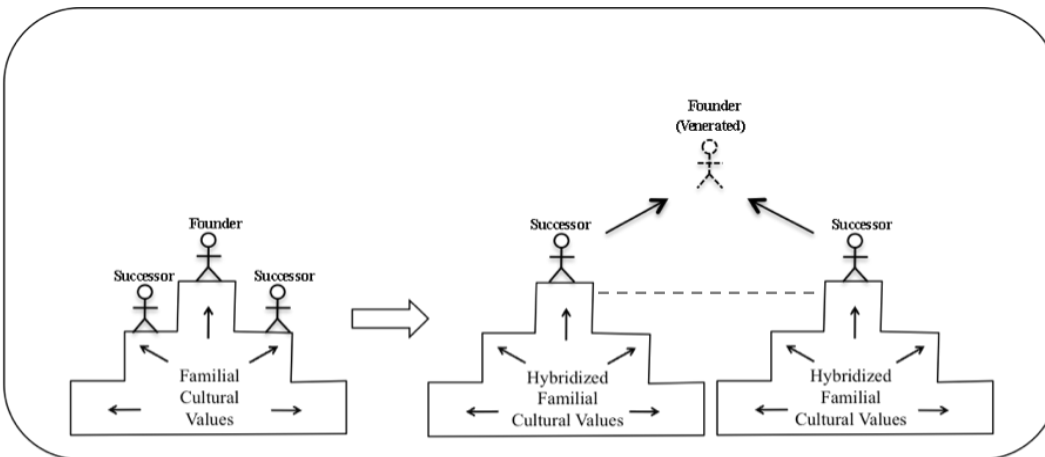 Founder
(Venerated)
Founder
Successor
Successor
Successor
Successor
Familial
Cultural
Values
Hybridized
Familial
Cultural Values
Hybridized
Familial
Cultural Values